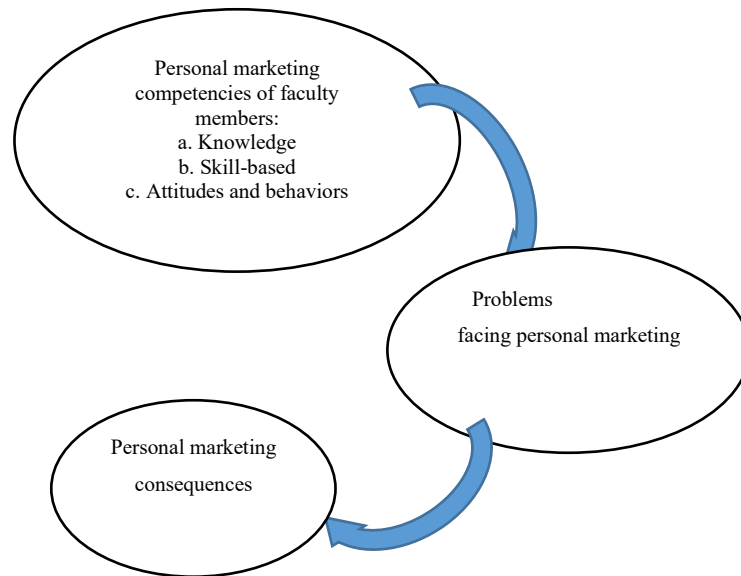 Personal marketing
competencies of faculty
members:
a. Knowledge
b. Skill-based
c. Attitudes and behaviors
Problems
facing personal marketing
Personal marketing
consequences